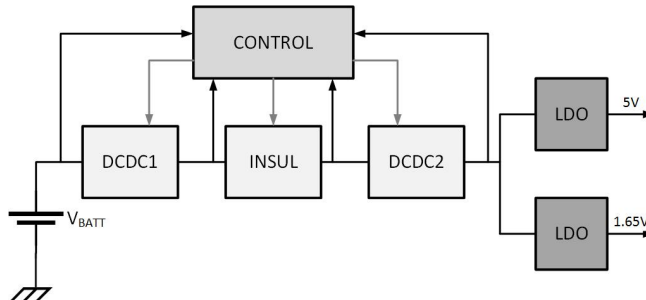 CONTROL
DCDC1
INSUL
DCDC2
LDO
5V
LDO
1.65V
VBATT